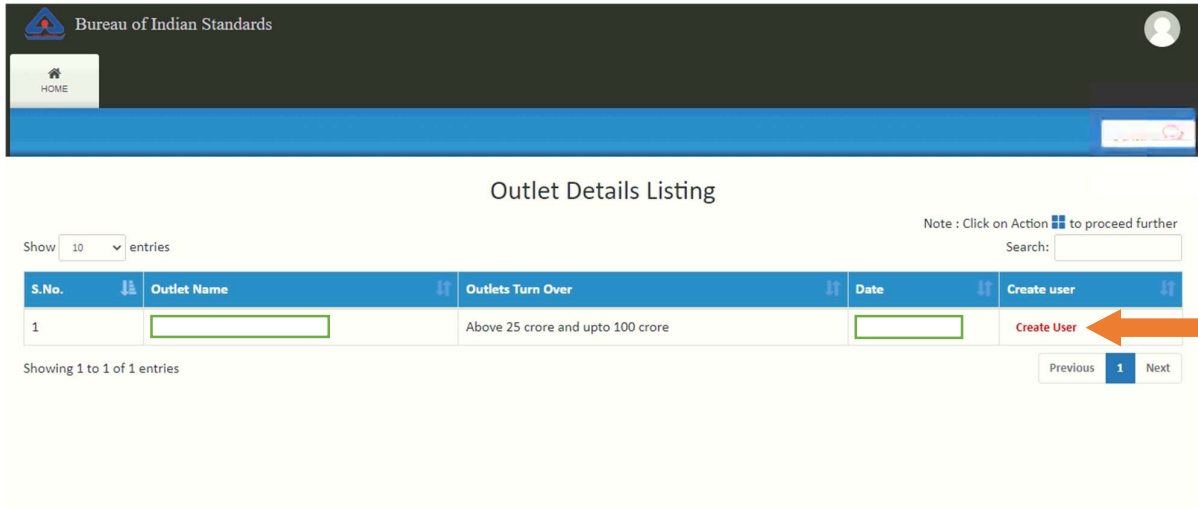 Bureau of Indian Standards
HOME
Outlet Details Listing
Note : Click on Action to proceed further
Show 10 entries
Search:
S.No. Outlet Name Outlets Turn Over Date Create user
1 Above 25 crore and upto 100 crore Create User
Showing 1 to 1 of 1 entries
Previous 1 Next